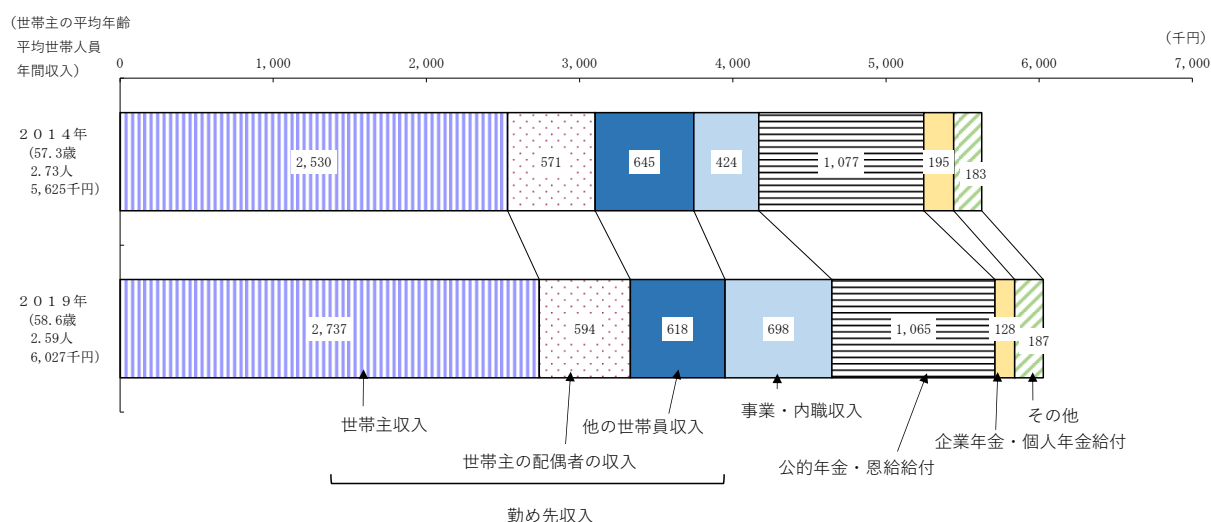 （世帯主の平均年齢
平均世帯人員
年間収入）
（千円）
0
1,000
2,000
3,000
4,000
5,000
6,000
7,000
２０１４年
（57.3歳
2.73人
5,625千円）
2,530
571
645
424
1,077
195
183
２０１９年
（58.6歳
2.59人
6,027千円）
2,737
594
618
698
1,065
128
187
世帯主収入
世帯主の配偶者の収入
他の世帯員収入
事業・内職収入
公的年金・恩給給付
企業年金・個人年金給付
その他
勤め先収入